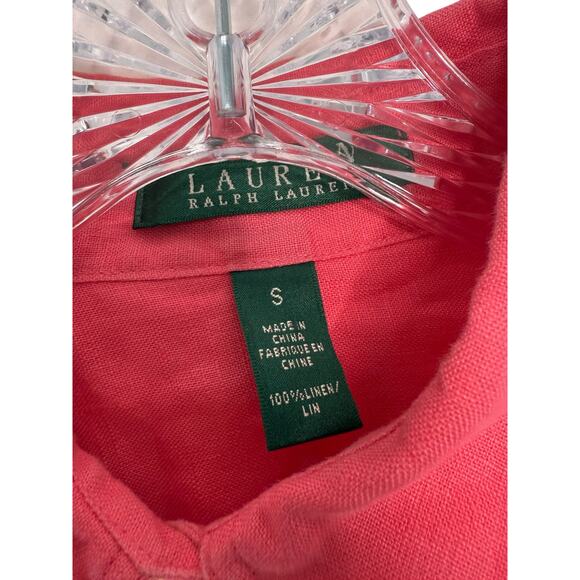 LAUREN
RALPH LAUREN
S
MADE IN
CHINA
FABRIQUE EN
CHINE
100% LINEN/
LIN